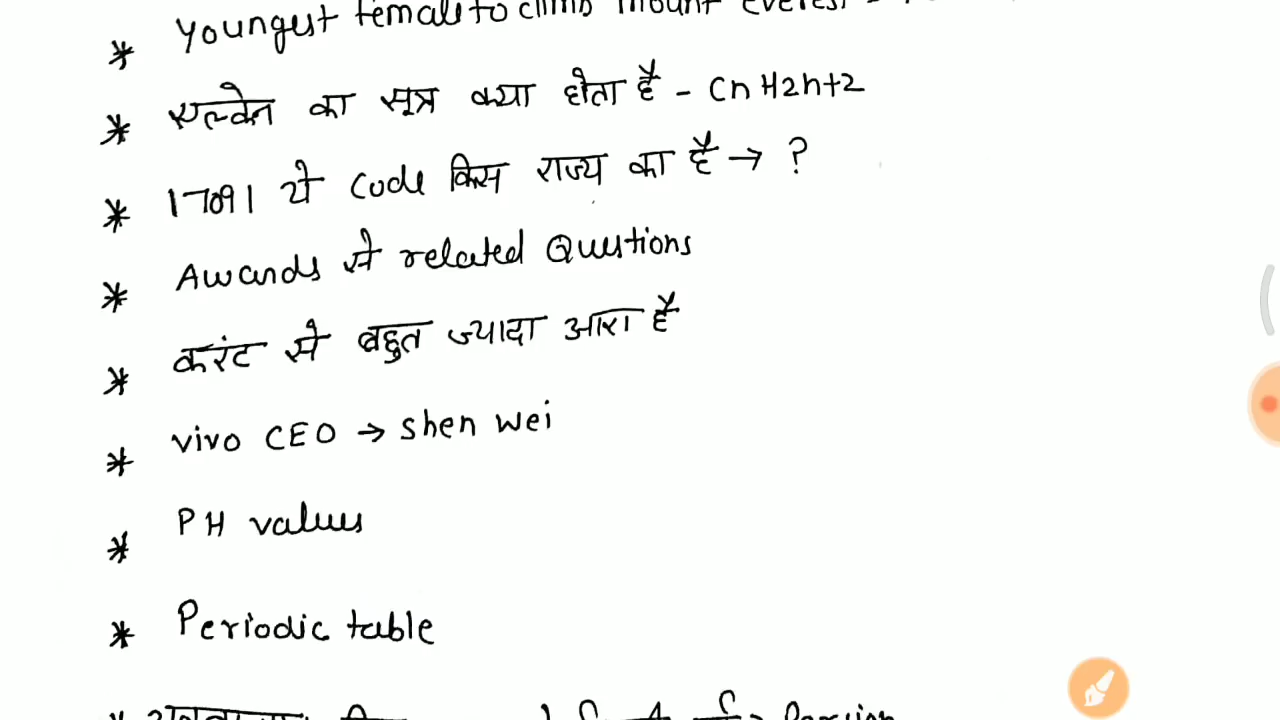 * Youngest female to climb mount Everest -
* एल्केन का सूत्र क्या होता है - CnH2n+2
* 17091 ये Code किस राज्य का है → ?
* Awards से related Questions
* करंट से बहुत ज्यादा आरा है
* vivo CEO → shen wei
* PH values
* Periodic table
*